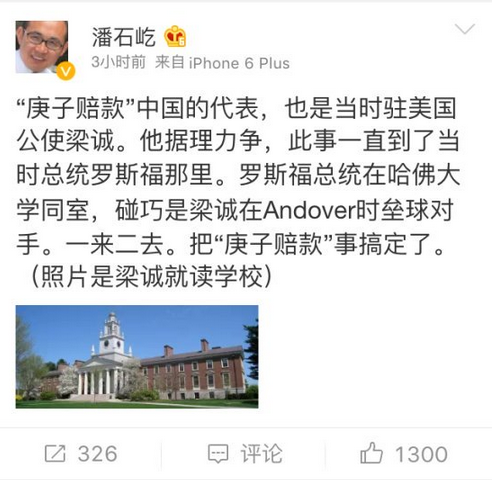 潘石屹
3小时前 来自 iPhone 6 Plus
“庚子赔款”中国的代表，也是当时驻美国
公使梁诚。他据理力争，此事一直到了当
时总统罗斯福那里。罗斯福总统在哈佛大
学同室，碰巧是梁诚在Andover时垒球对
手。一来二去。把“庚子赔款”事搞定了。
（照片是梁诚就读学校）
326 评论 1300